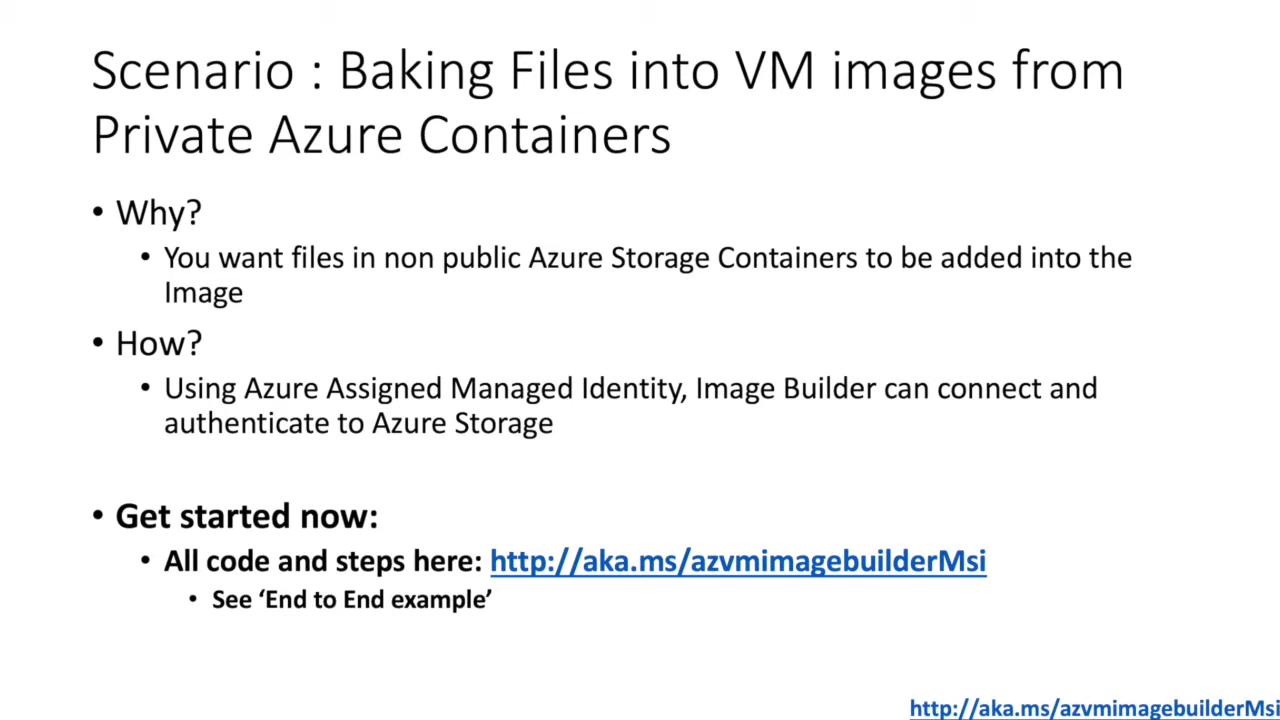 Scenario : Baking Files into VM images from
Private Azure Containers
• Why?
• You want files in non public Azure Storage Containers to be added into the
Image
• How?
• Using Azure Assigned Managed Identity, Image Builder can connect and
authenticate to Azure Storage
• Get started now:
• All code and steps here: http://aka.ms/azvmimagebuilderMsi
• See ‘End to End example’
http://aka.ms/azvmimagebuilderMsi